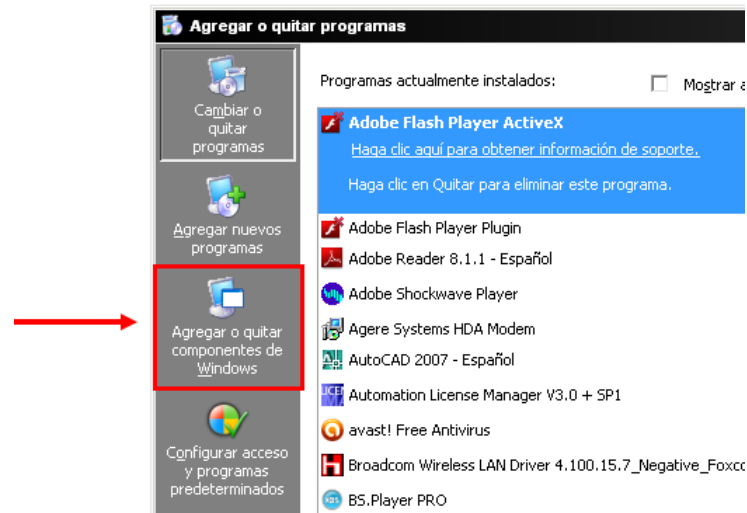 Agregar o quitar programas
Cambiar o
quitar
programas
Agregar nuevos
programas
Agregar o quitar
componentes de
Windows
Configurar acceso
y programas
predeterminados
Programas actualmente instalados:
Mostrar a
Adobe Flash Player ActiveX
Haga clic aquí para obtener información de soporte.
Haga clic en Quitar para eliminar este programa.
Adobe Flash Player Plugin
Adobe Reader 8.1.1 - Español
Adobe Shockwave Player
Agere Systems HDA Modem
AutoCAD 2007 - Español
Automation License Manager V3.0 + SP1
avast! Free Antivirus
Broadcom Wireless LAN Driver 4.100.15.7_Negative_Foxco
BS.Player PRO